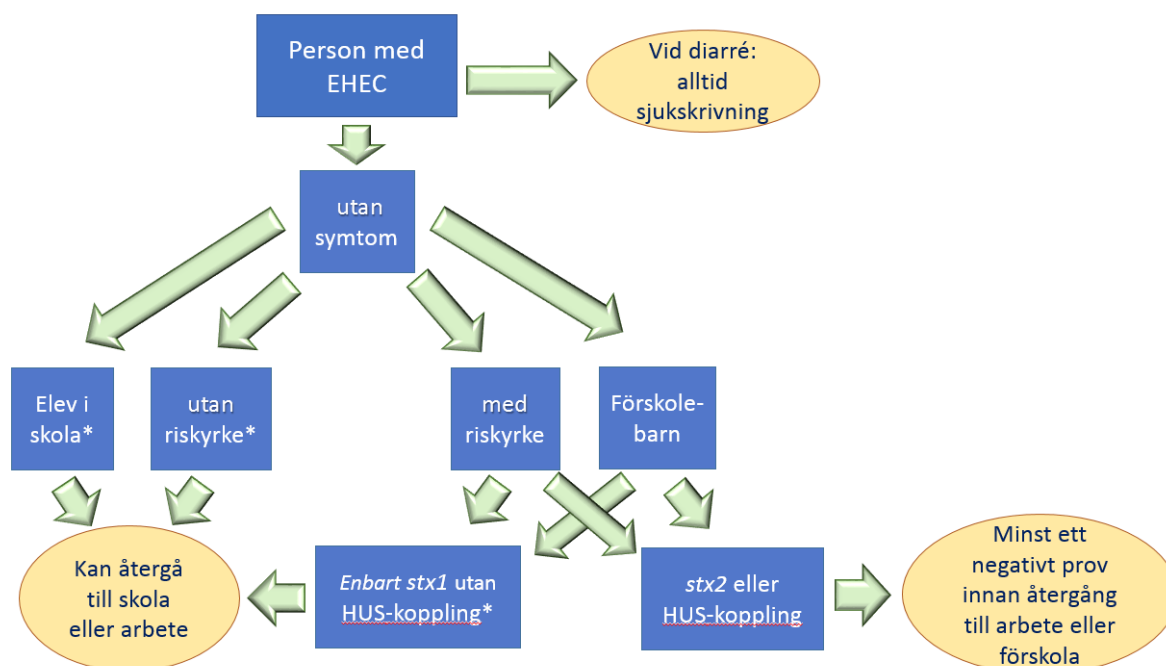 Person med
EHEC
Vid diarré:
alltid
sjukskrivning
utan
symtom
Elev i
skola*
utan
riskyrke*
med
riskyrke
Förskole-
barn
Kan återgå
till skola
eller arbete
Enbart stx1 utan
HUS-koppling*
stx2 eller
HUS-koppling
Minst ett
negativt prov
innan återgång
till arbete eller
förskola